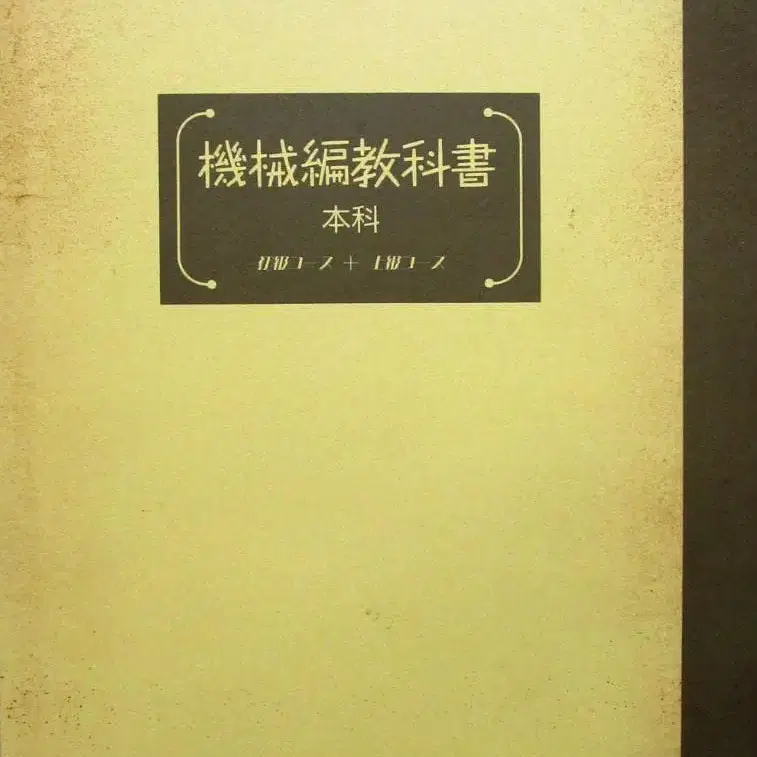 機械編教科書
本科
初級コース + 上級コース